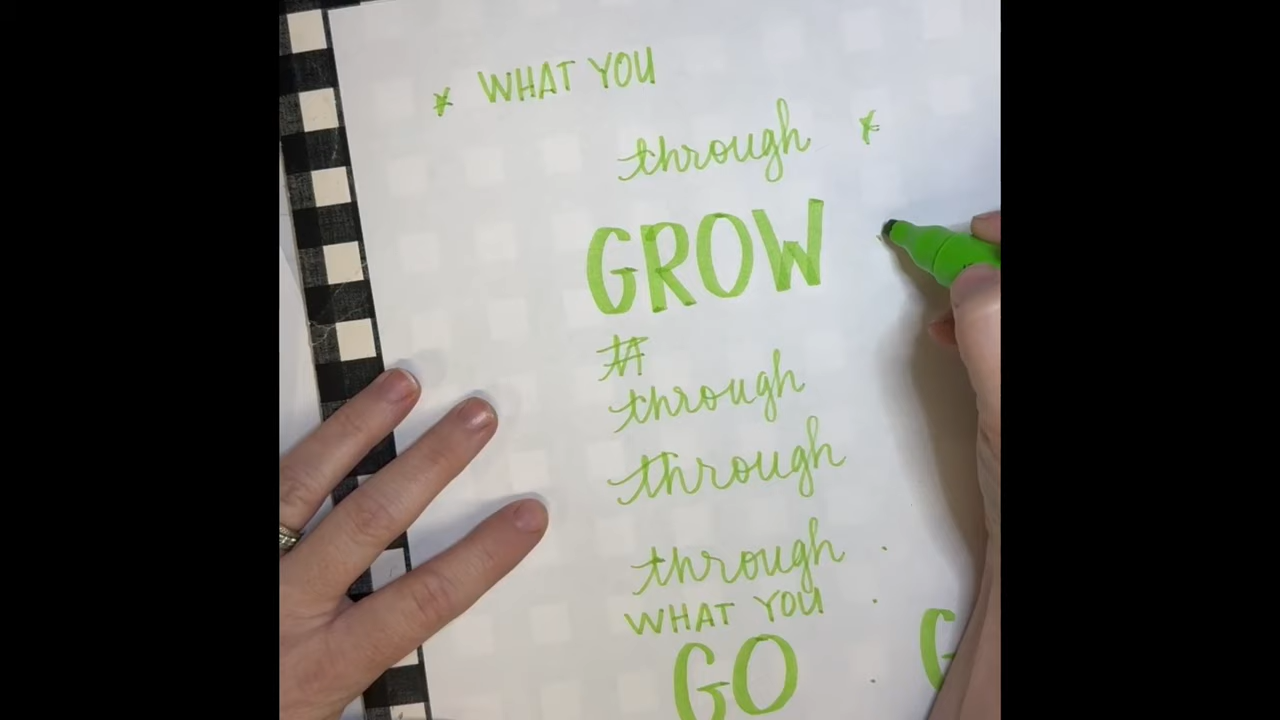 * WHAT YOU
through *
GROW
#
through
through
through
WHAT YOU
GO
G